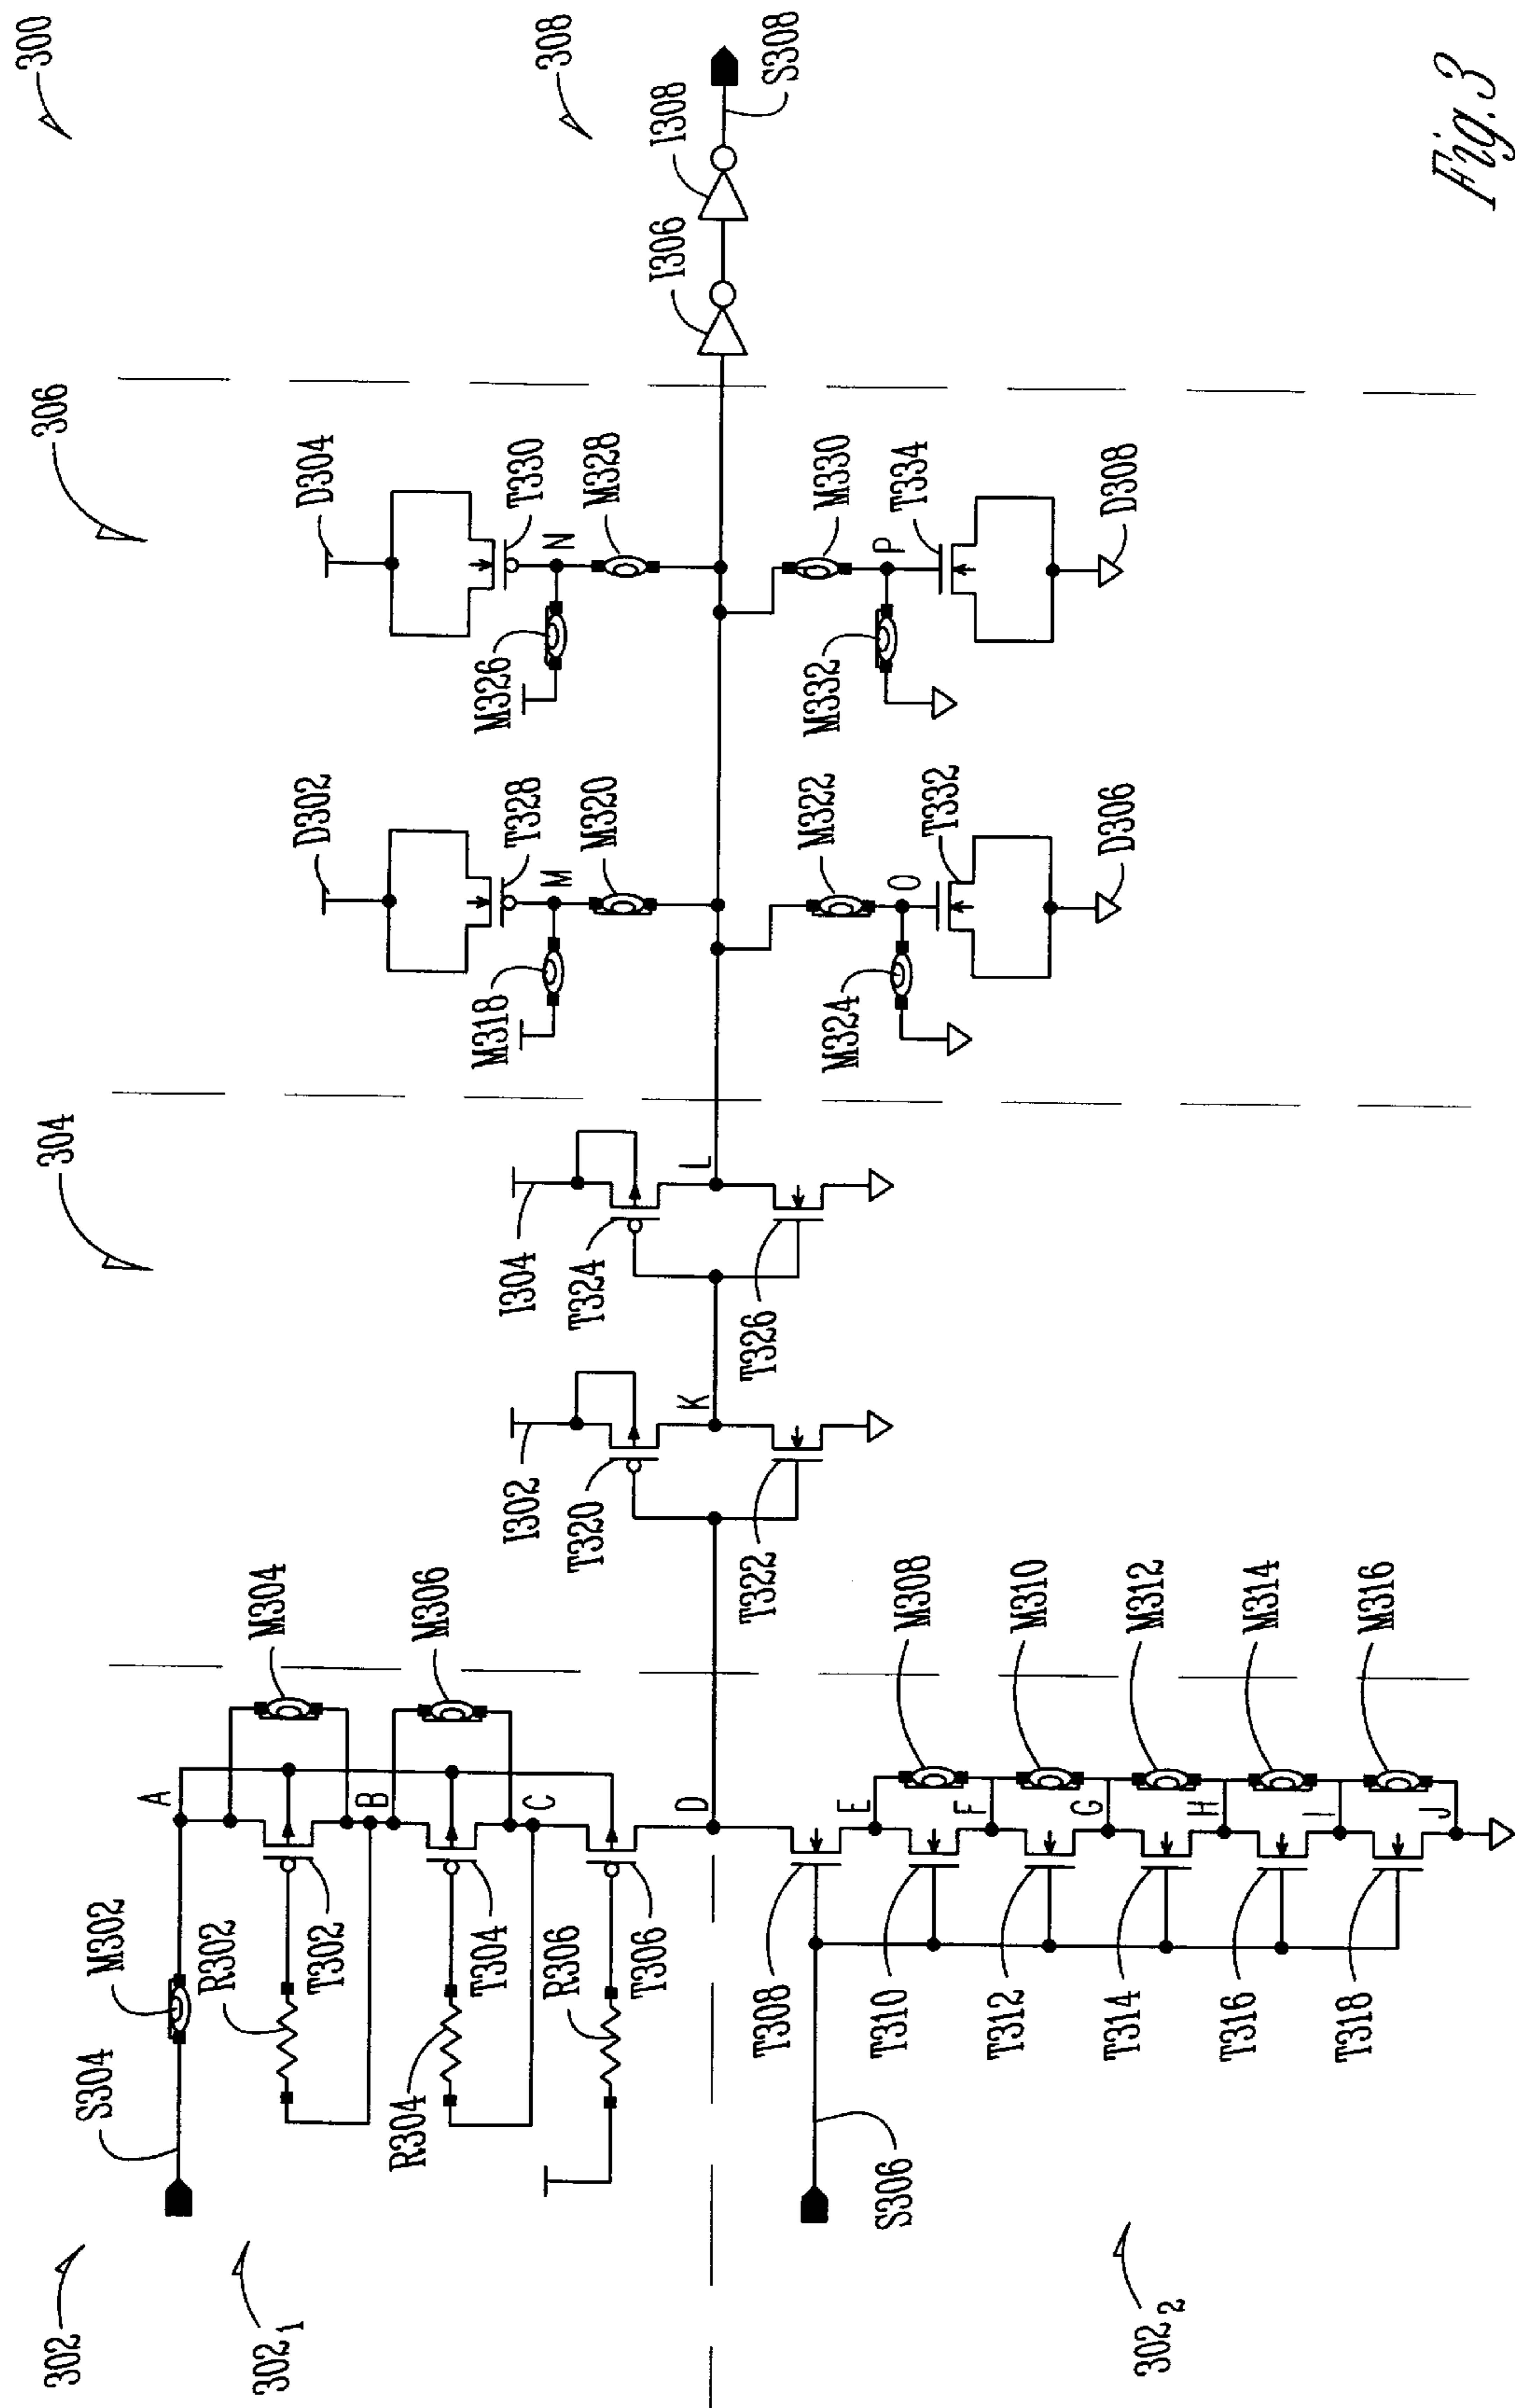 300
308
306
304
302
302₁
302₂
S304
M302
R302
T302
R304
T304
R306
T306
M304
M306
A
B
C
D
S306
T308
T310
T312
T314
T316
T318
E
F
G
H
I
J
M308
M310
M312
M314
M316
I302
T320
T322
K
I304
T324
T326
L
D302
T328
M318
M
M320
D304
T330
M326
N
M328
M322
M324
O
T332
D306
M330
M332
P
T334
D308
I306
I308
S308
Fig.3